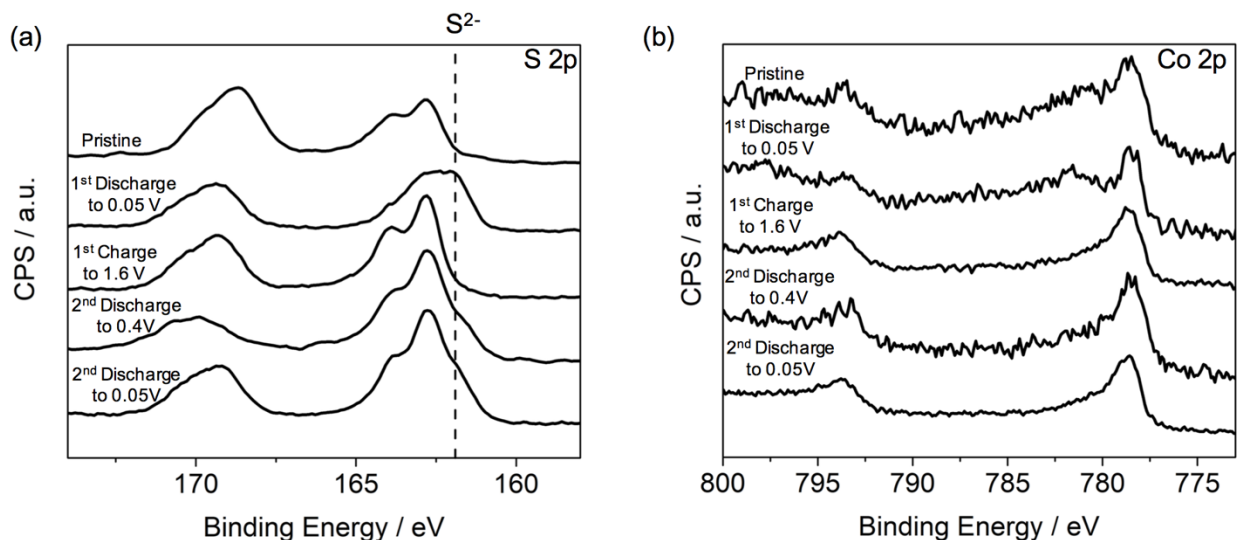 (a)
S²⁻
S 2p
Pristine
1ˢᵗ Discharge
to 0.05 V
1ˢᵗ Charge
to 1.6 V
2ⁿᵈ Discharge
to 0.4V
2ⁿᵈ Discharge
to 0.05V
CPS / a.u.
170 165 160
Binding Energy / eV
(b)
Co 2p
Pristine
1ˢᵗ Discharge
to 0.05 V
1ˢᵗ Charge
to 1.6 V
2ⁿᵈ Discharge
to 0.4V
2ⁿᵈ Discharge
to 0.05V
CPS / a.u.
800 795 790 785 780 775
Binding Energy / eV